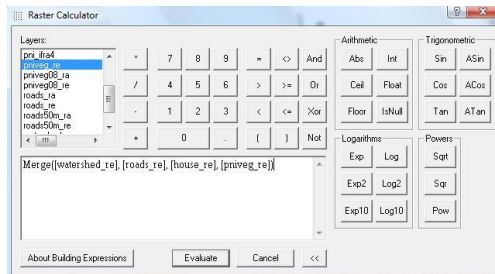 Raster Calculator
Layers:
pni_ifra4
pniveg_re
pniveg08_ra
pniveg08_re
roads_ra
roads_re
roads50m_ra
roads50m_re
* 7 8 9 = <> And
/ 4 5 6 > >= Or
- 1 2 3 < <= Xor
+ 0 . ( ) Not
Merge([watershed_re], [roads_re], [house_re], [pniveg_re])
About Building Expressions Evaluate Cancel <<
Arithmetic
Abs Int
Ceil Float
Floor IsNull
Logarithms
Exp Log
Exp2 Log2
Exp10 Log10
Trigonometric
Sin ASin
Cos ACos
Tan ATan
Powers
Sqrt
Sqr
Pow